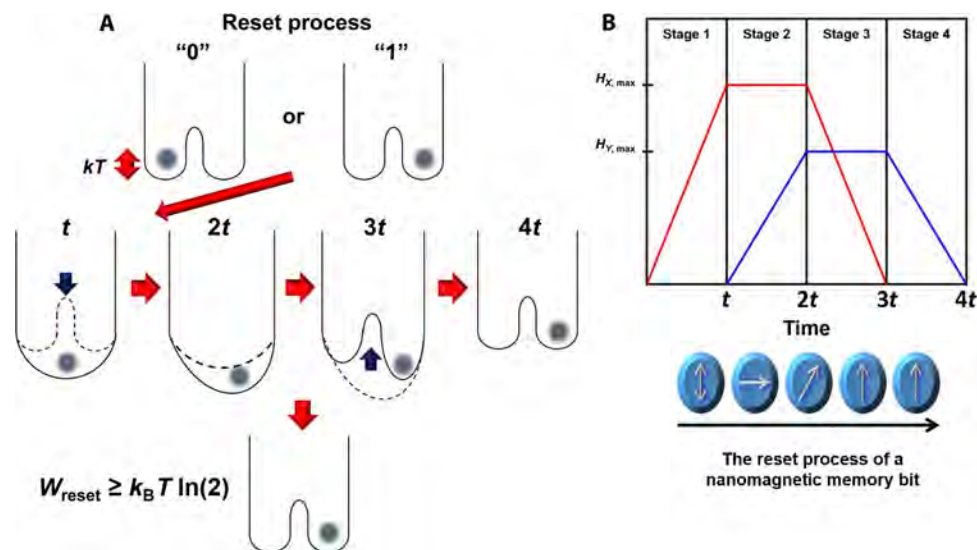 A
Reset process
“0”
“1”
or
kT
t
2t
3t
4t
W_reset ≥ k_B T ln(2)
B
Stage 1
Stage 2
Stage 3
Stage 4
H_X, max
H_Y, max
t
2t
3t
4t
Time
The reset process of a
nanomagnetic memory bit